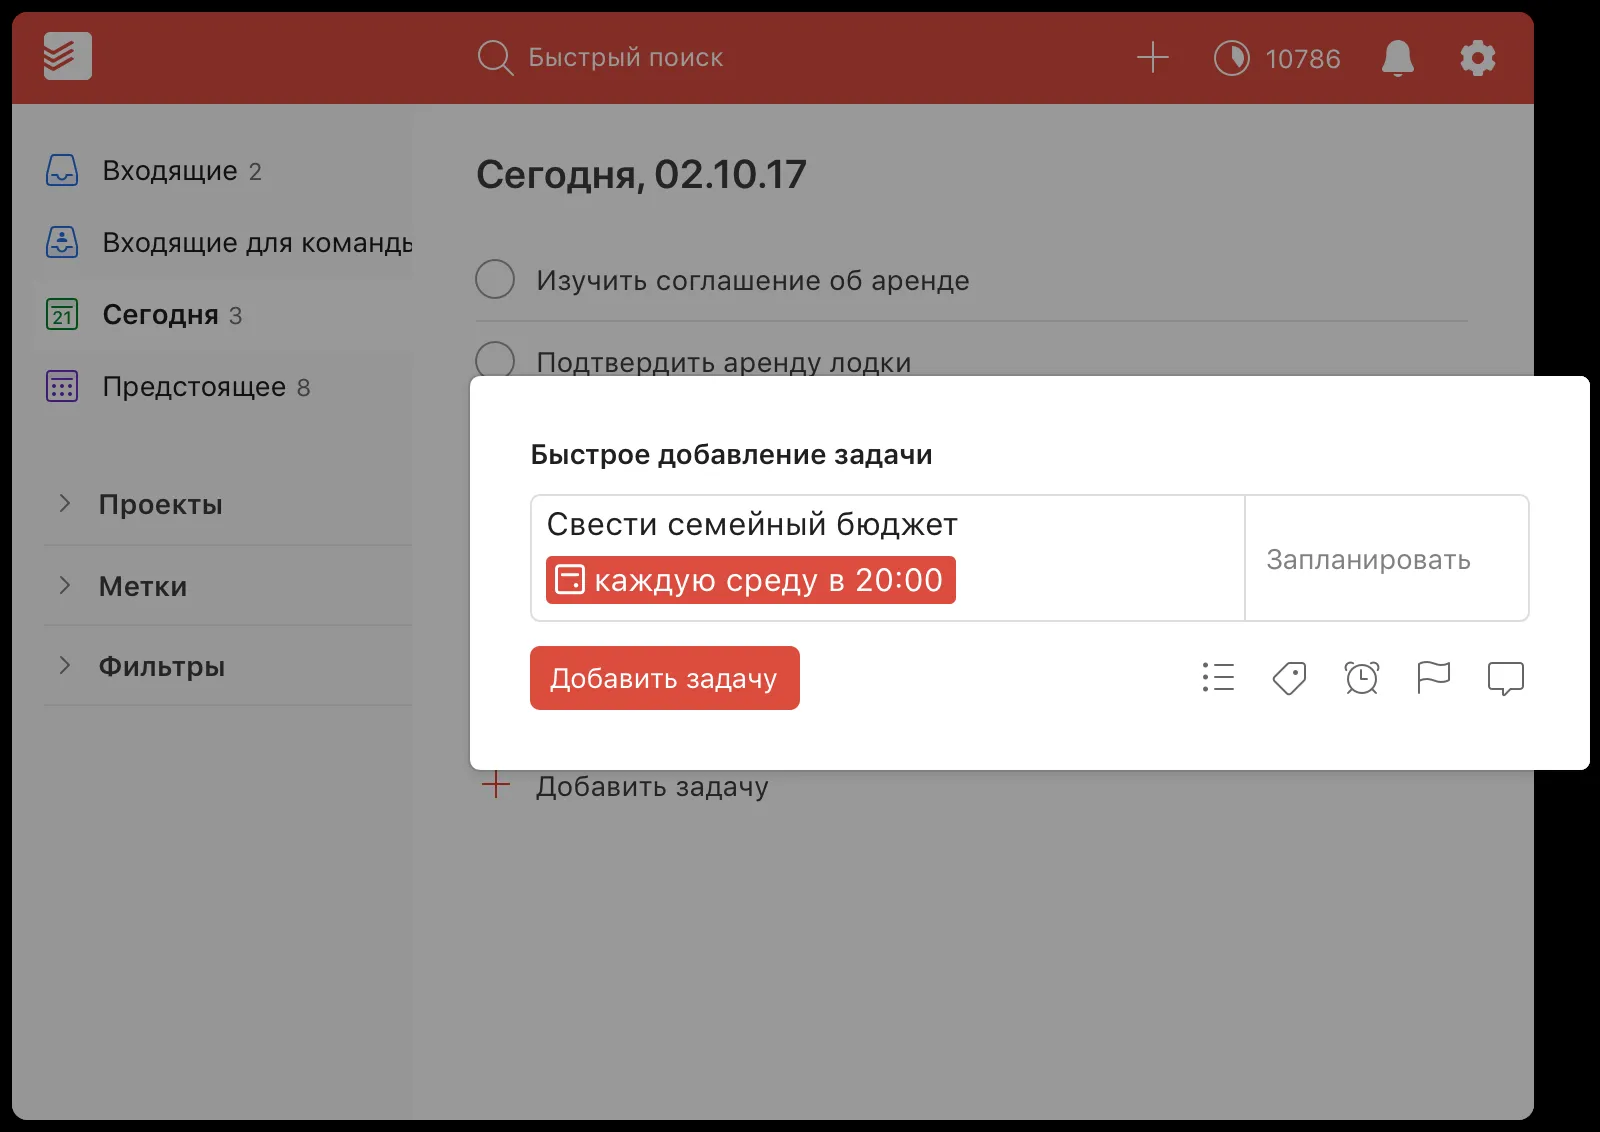 Быстрый поиск
10786
Входящие 2
Входящие для команды
21
Сегодня 3
Предстоящее 8
Проекты
Метки
Фильтры
Сегодня, 02.10.17
Изучить соглашение об аренде
Подтвердить аренду лодки
Быстрое добавление задачи
Свести семейный бюджет
каждую среду в 20:00
Запланировать
Добавить задачу
Добавить задачу